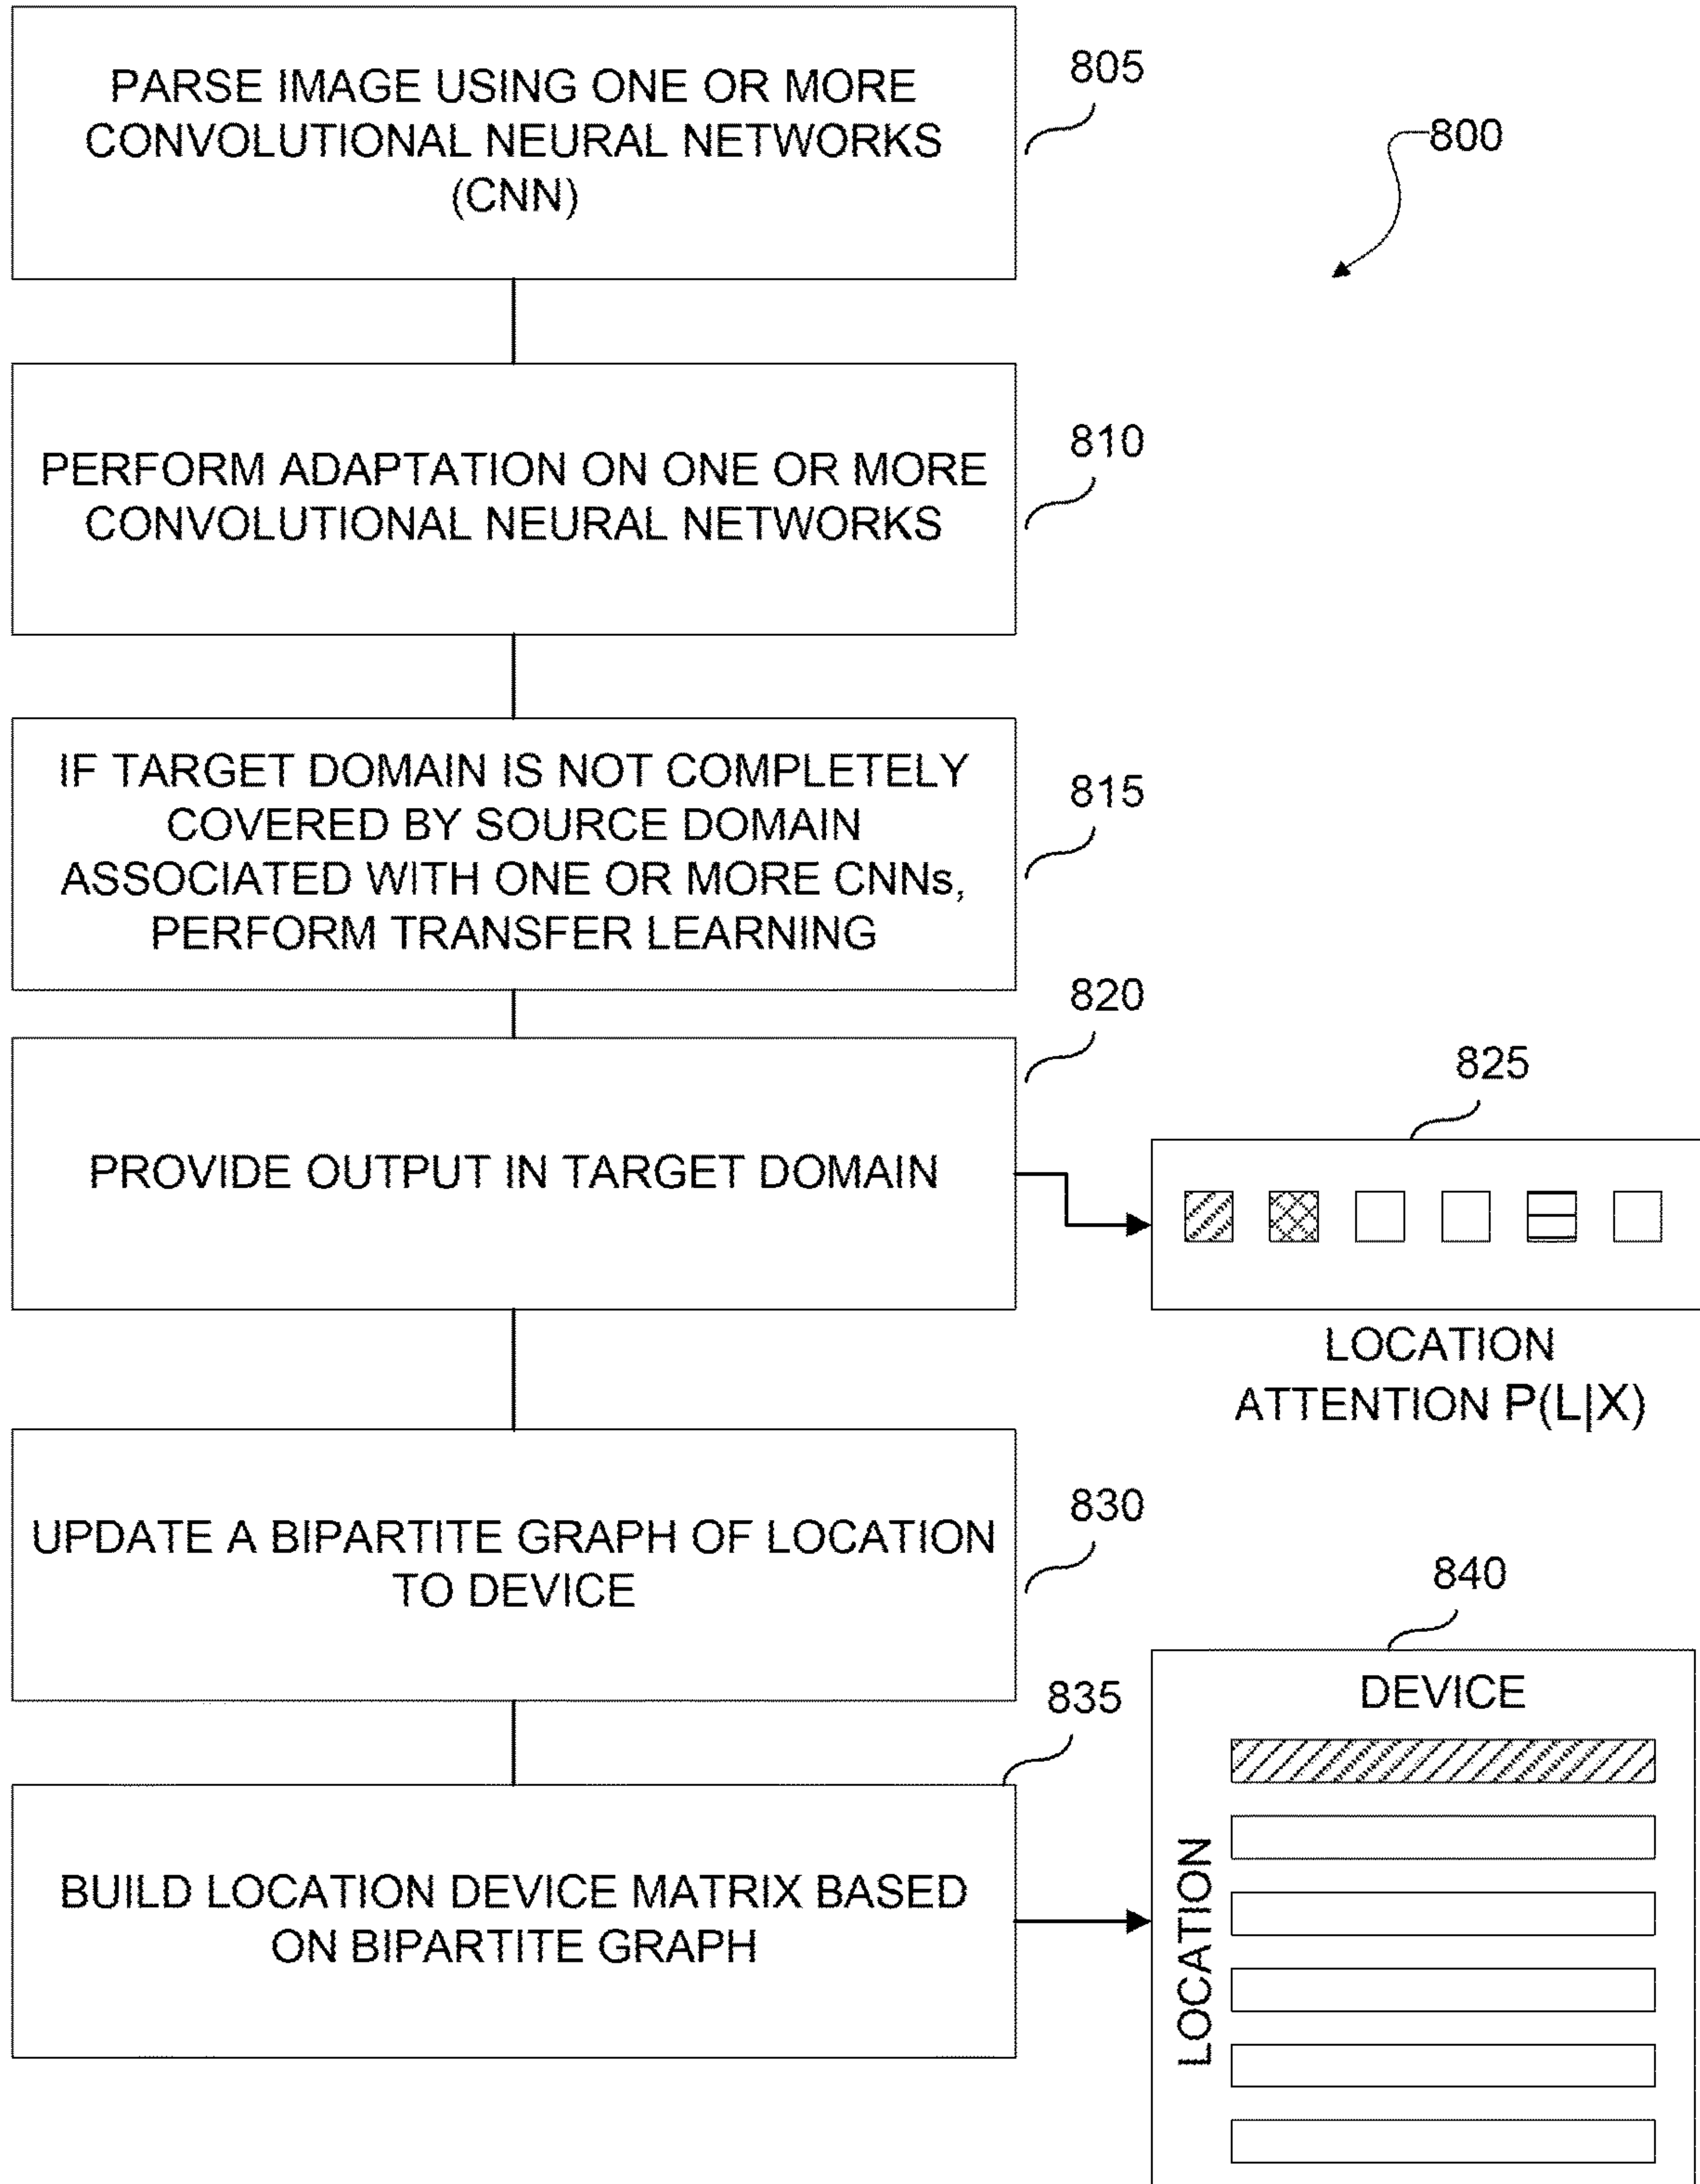 PARSE IMAGE USING ONE OR MORE
CONVOLUTIONAL NEURAL NETWORKS
(CNN)
805
800
PERFORM ADAPTATION ON ONE OR MORE
CONVOLUTIONAL NEURAL NETWORKS
810
IF TARGET DOMAIN IS NOT COMPLETELY
COVERED BY SOURCE DOMAIN
ASSOCIATED WITH ONE OR MORE CNNs,
PERFORM TRANSFER LEARNING
815
820
PROVIDE OUTPUT IN TARGET DOMAIN
825
LOCATION
ATTENTION P(L|X)
UPDATE A BIPARTITE GRAPH OF LOCATION
TO DEVICE
830
835
BUILD LOCATION DEVICE MATRIX BASED
ON BIPARTITE GRAPH
840
DEVICE
LOCATION